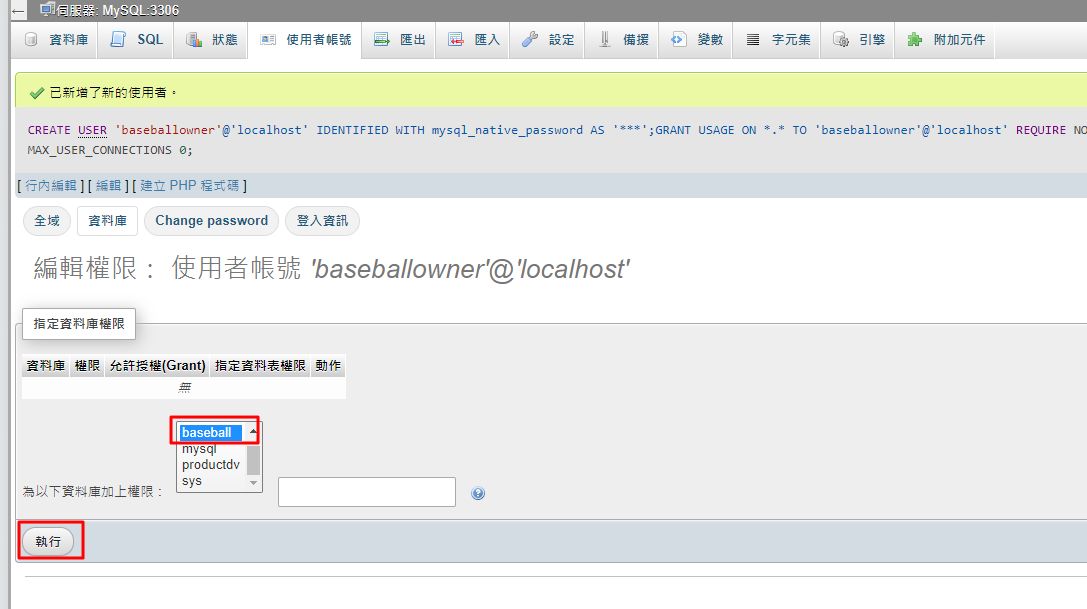 伺服器: MySQL:3306
資料庫 SQL 狀態 使用者帳號 匯出 匯入 設定 備援 變數 字元集 引擎 附加元件
已新增了新的使用者。
CREATE USER 'baseballowner'@'localhost' IDENTIFIED WITH mysql_native_password AS '***';GRANT USAGE ON *.* TO 'baseballowner'@'localhost' REQUIRE NO
MAX_USER_CONNECTIONS 0;
[ 行內編輯 ] [ 編輯 ] [ 建立 PHP 程式碼 ]
全域 資料庫 Change password 登入資訊
編輯權限： 使用者帳號 'baseballowner'@'localhost'
指定資料庫權限
資料庫 權限 允許授權(Grant) 指定資料表權限 動作
無
baseball
mysql
productdv
sys
為以下資料庫加上權限：
執行